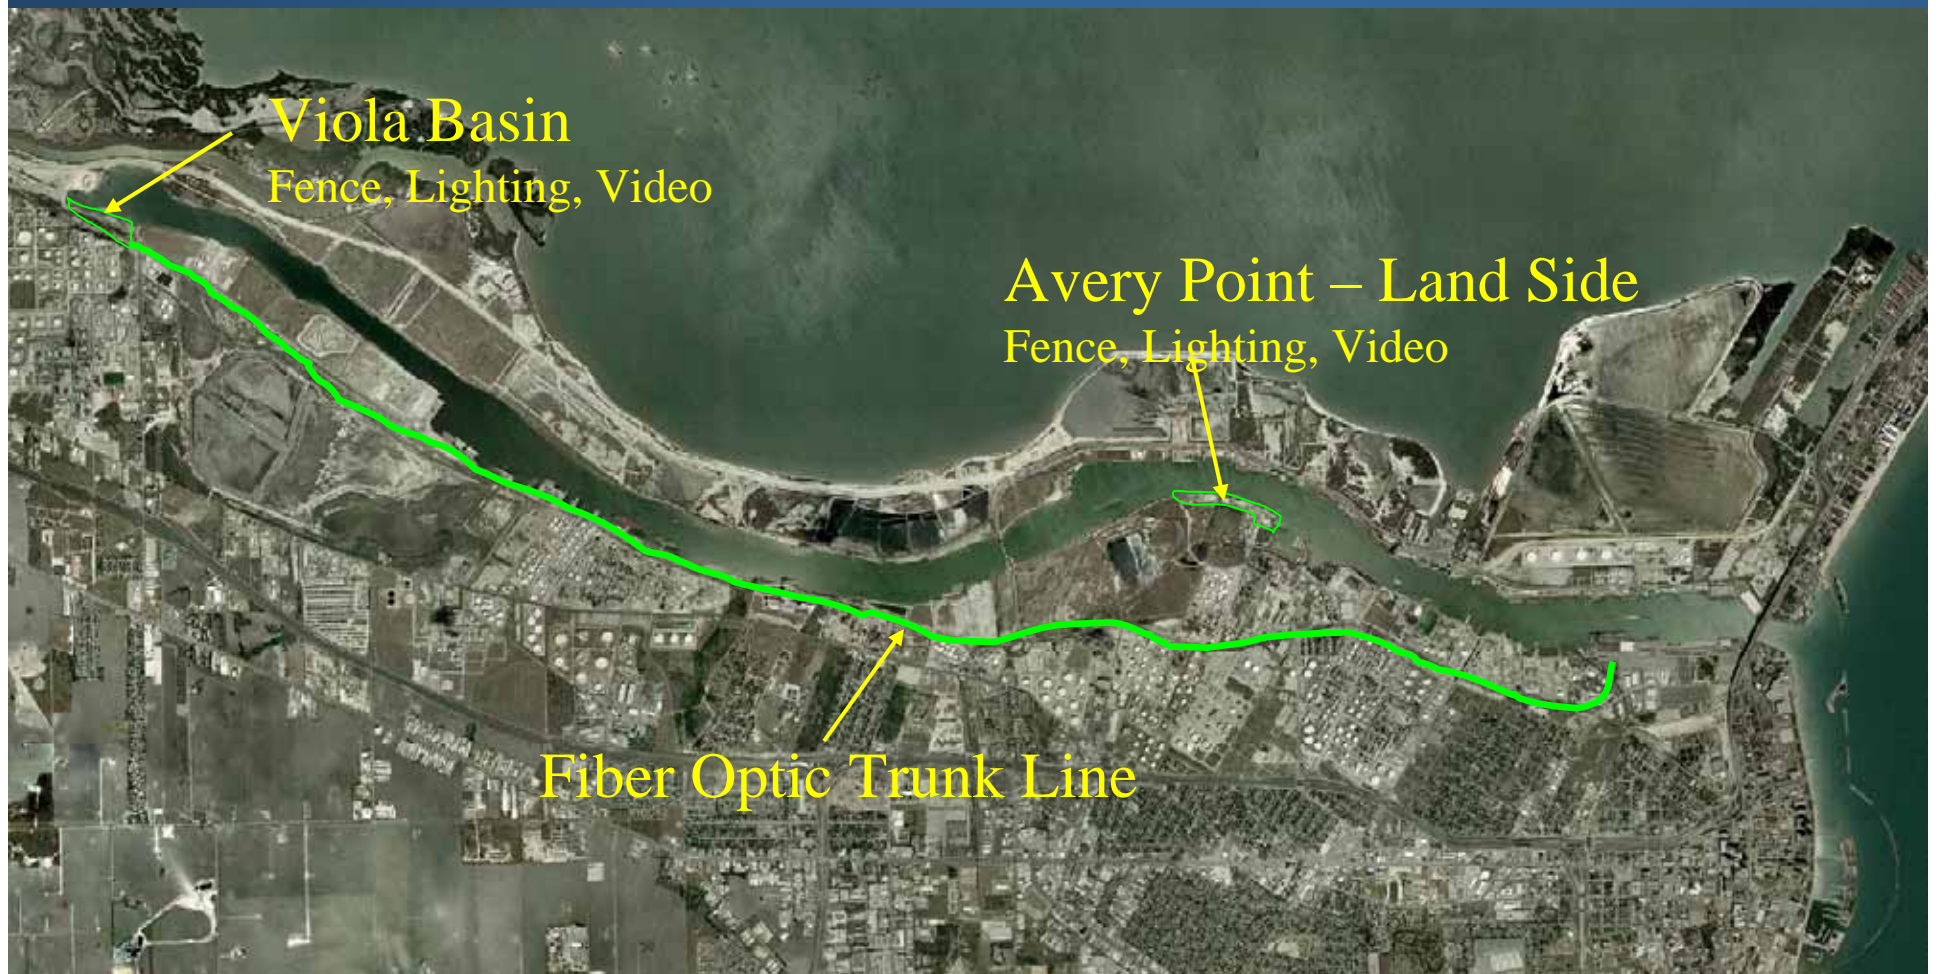 Viola Basin
Fence, Lighting, Video
Avery Point – Land Side
Fence, Lighting, Video
Fiber Optic Trunk Line